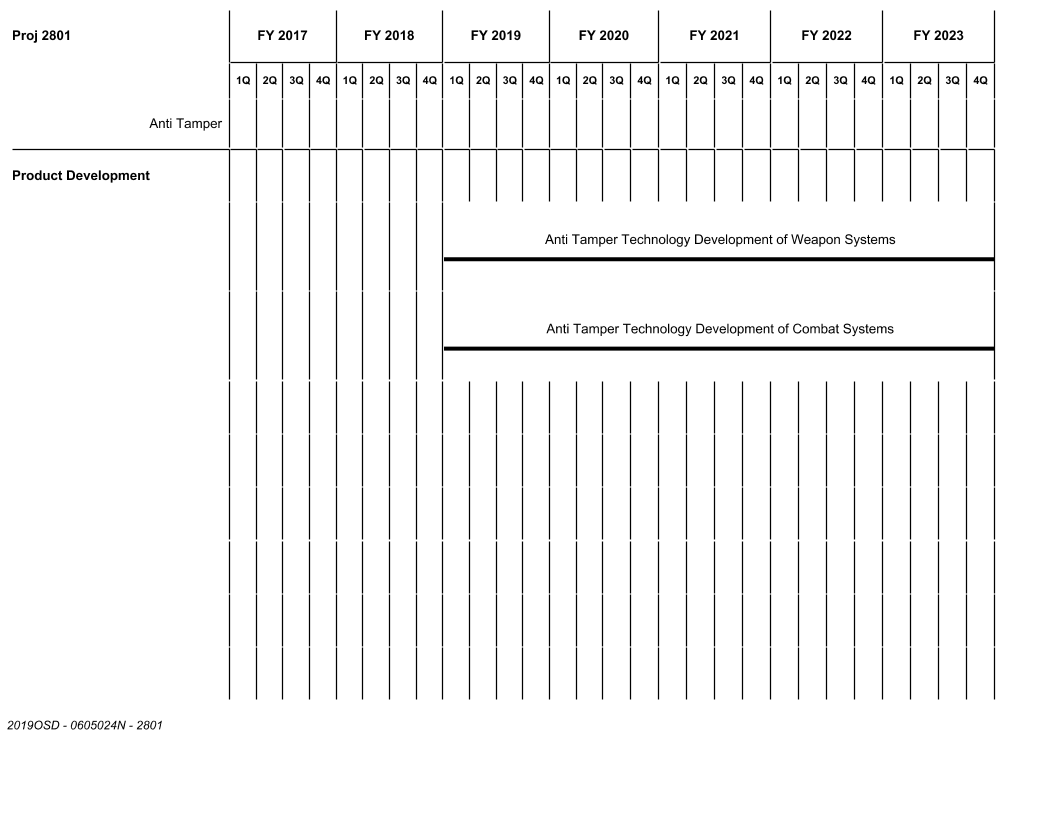 Proj 2801 FY 2017 FY 2018 FY 2019 FY 2020 FY 2021 FY 2022 FY 2023
1Q 2Q 3Q 4Q 1Q 2Q 3Q 4Q 1Q 2Q 3Q 4Q 1Q 2Q 3Q 4Q 1Q 2Q 3Q 4Q 1Q 2Q 3Q 4Q 1Q 2Q 3Q 4Q
Anti Tamper
Product Development
Anti Tamper Technology Development of Weapon Systems
Anti Tamper Technology Development of Combat Systems
2019OSD - 0605024N - 2801